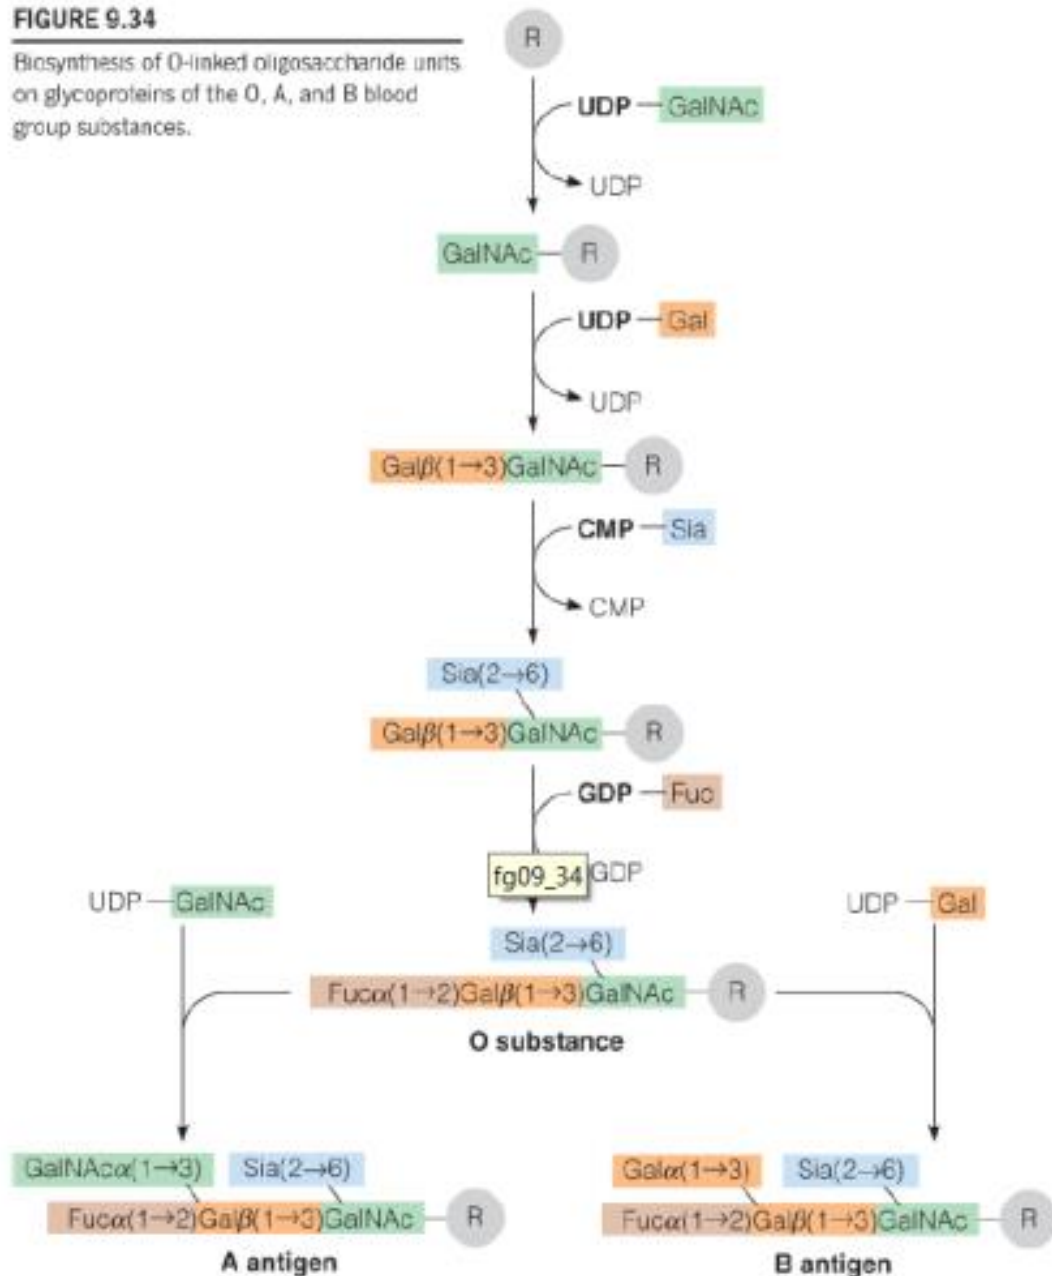 FIGURE 9.34
Biosynthesis of O-linked oligosaccharide units
on glycoproteins of the O, A, and B blood
group substances.
R
UDP GalNAc
UDP
GalNAc R
UDP Gal
UDP
Galβ(1→3)GalNAc R
CMP Sia
CMP
Sia(2→6)
Galβ(1→3)GalNAc R
GDP Fuc
fg09_34 GDP
UDP GalNAc
UDP Gal
Sia(2→6)
Fucα(1→2)Galβ(1→3)GalNAc R
O substance
GalNAcα(1→3) Sia(2→6)
Fucα(1→2)Galβ(1→3)GalNAc R
A antigen
Galα(1→3) Sia(2→6)
Fucα(1→2)Galβ(1→3)GalNAc R
B antigen